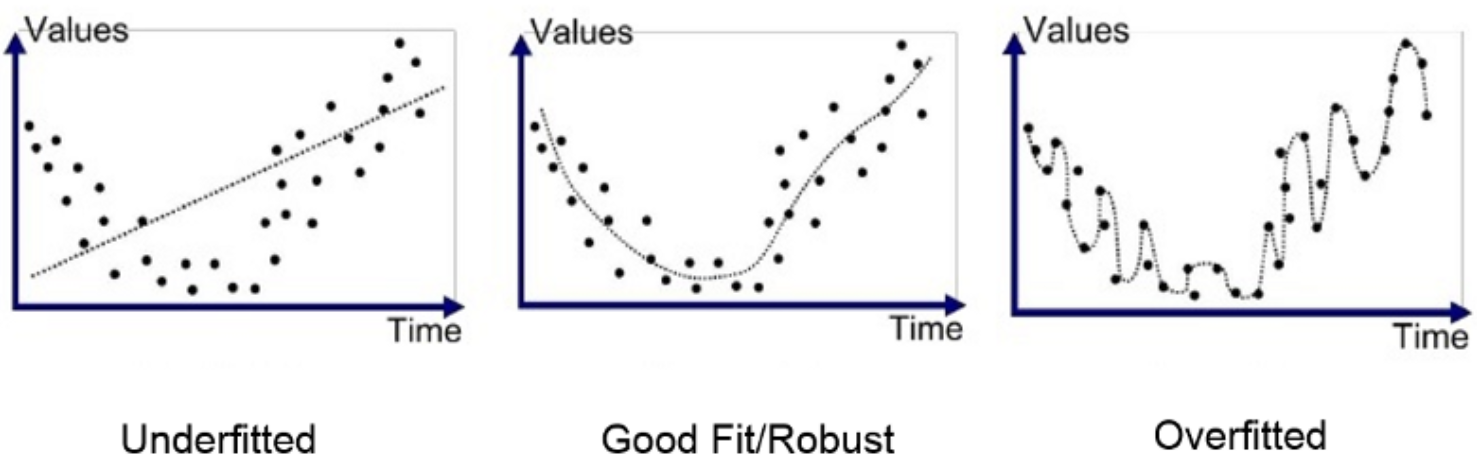 Values
Time
Underfitted
Values
Time
Good Fit/Robust
Values
Time
Overfitted